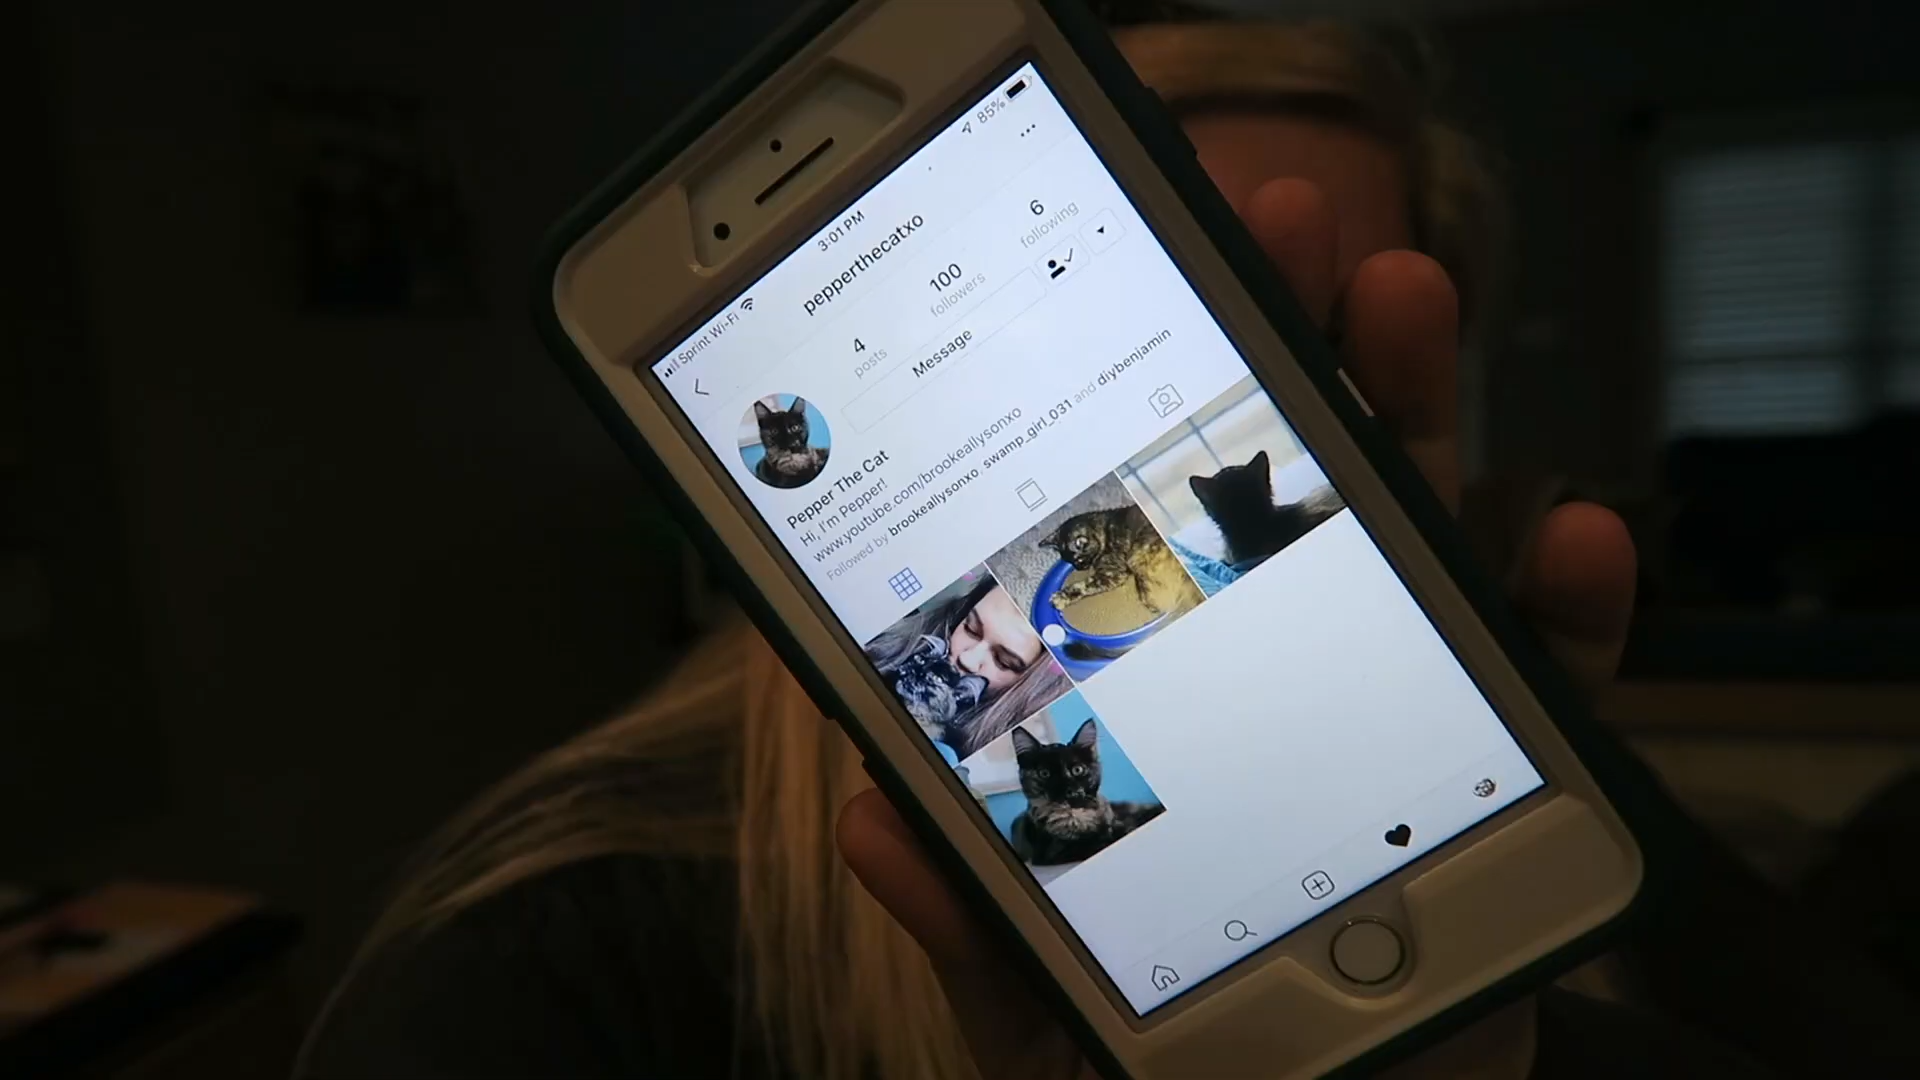 Sprint Wi-Fi 3:01 PM 85%
pepperthecatxo
4 100 6
posts followers following
Message
Pepper The Cat
Hi, I'm Pepper!
www.youtube.com/brookeallysonxo
Followed by brookeallysonxo, swamp_girl_031 and diybenjamin